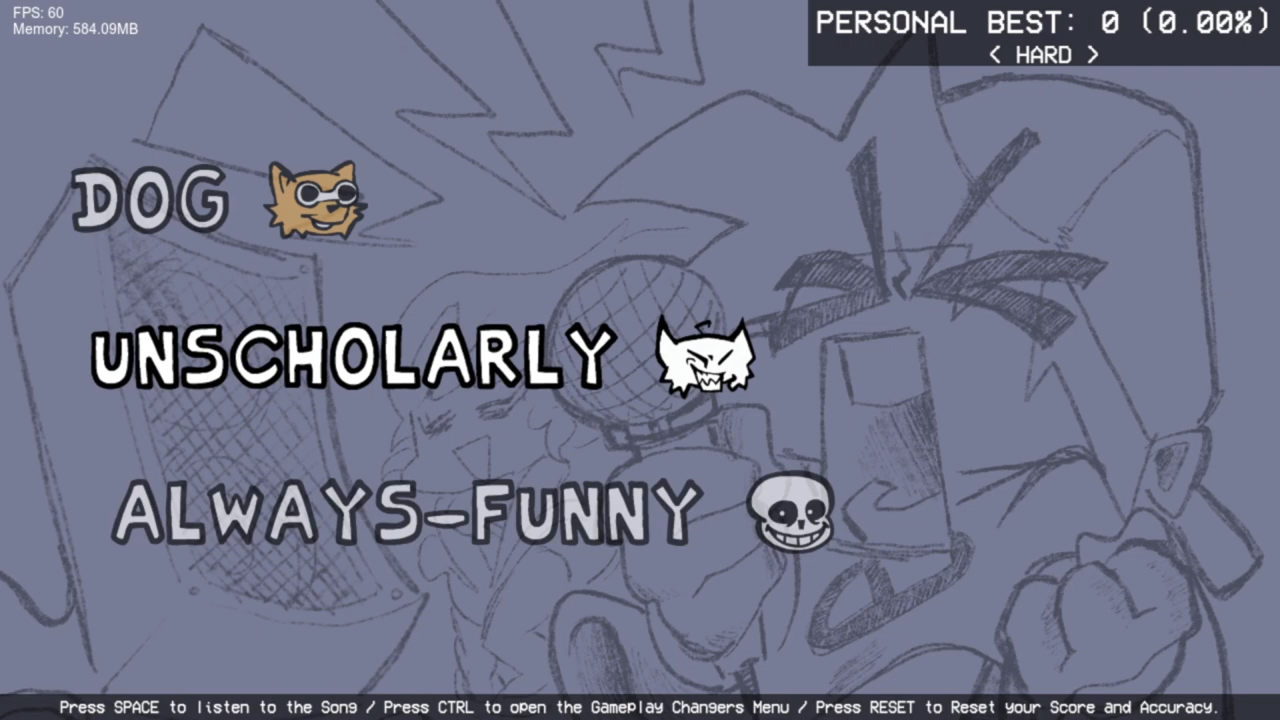 FPS: 60
Memory: 584.09MB
PERSONAL BEST: 0 (0.00%)
< HARD >
DOG
UNSCHOLARLY
ALWAYS-FUNNY
Press SPACE to listen to the Song / Press CTRL to open the Gameplay Changers Menu / Press RESET to Reset your Score and Accuracy.